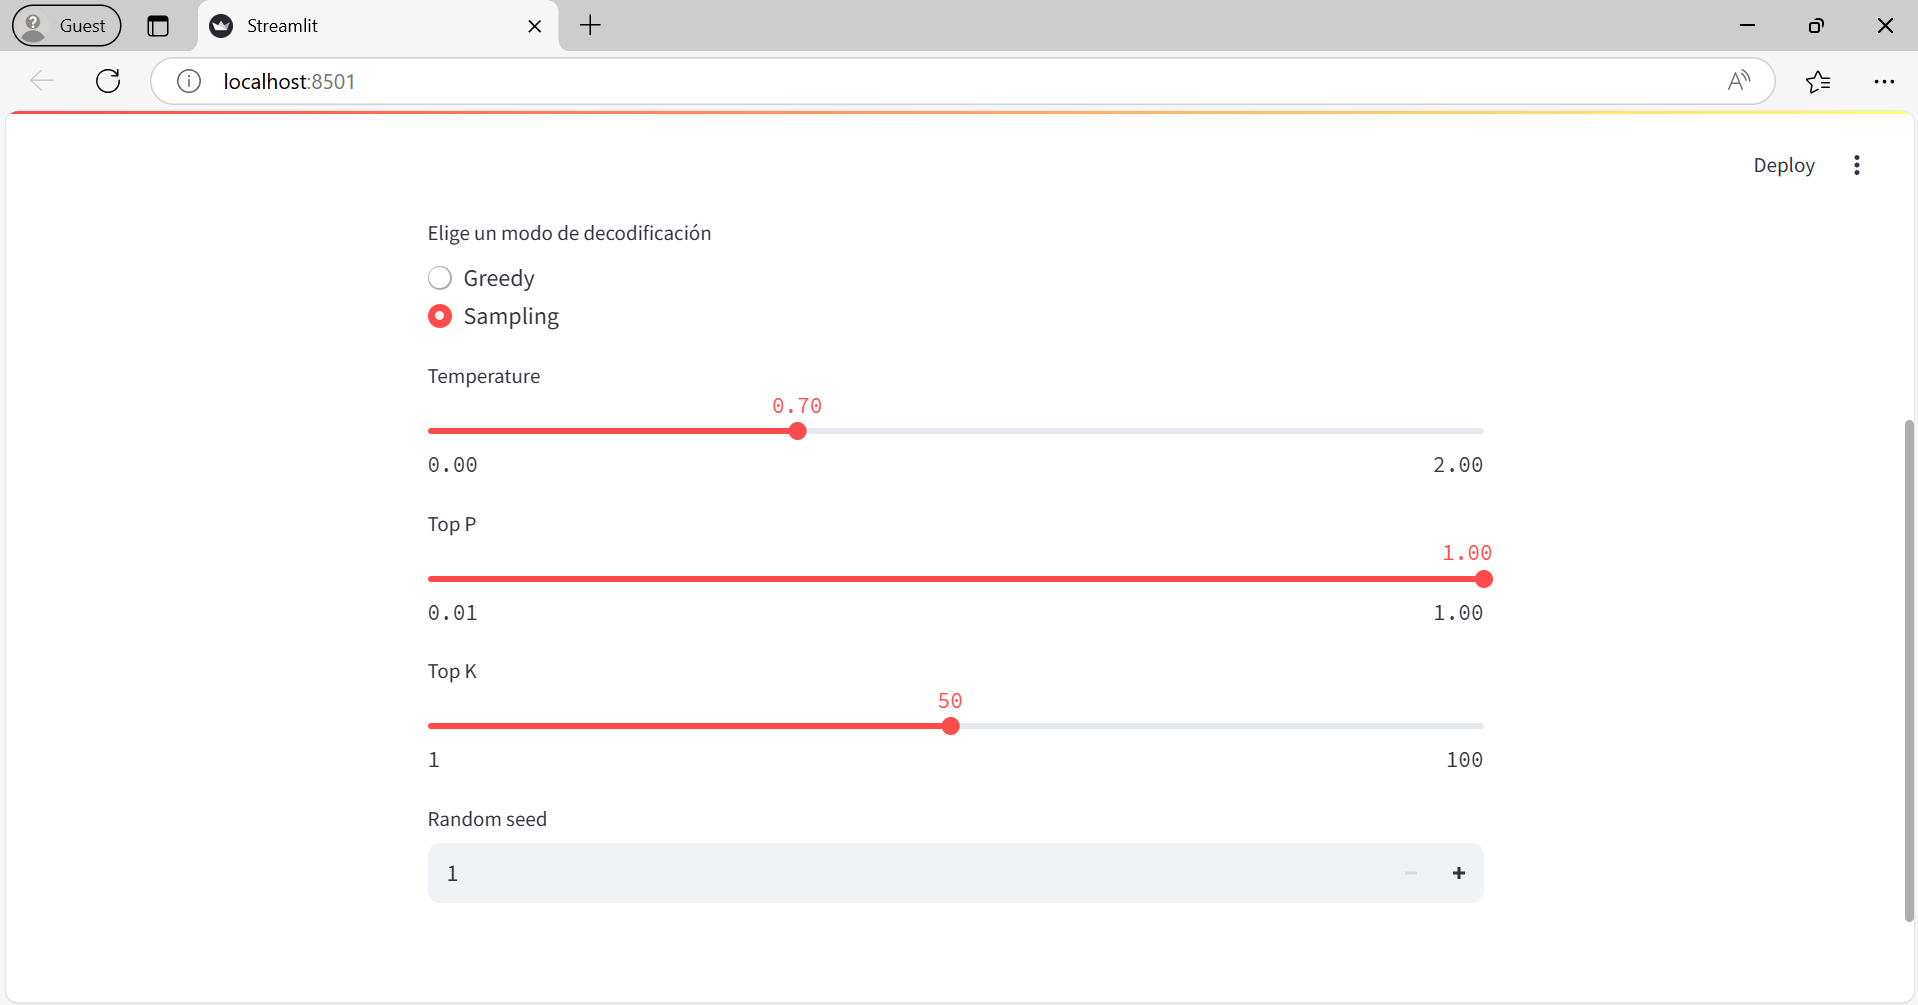 Guest
Streamlit
localhost:8501
Deploy
Elige un modo de decodificación
Greedy
Sampling
Temperature
0.70
0.00 2.00
Top P
1.00
0.01 1.00
Top K
50
1 100
Random seed
1